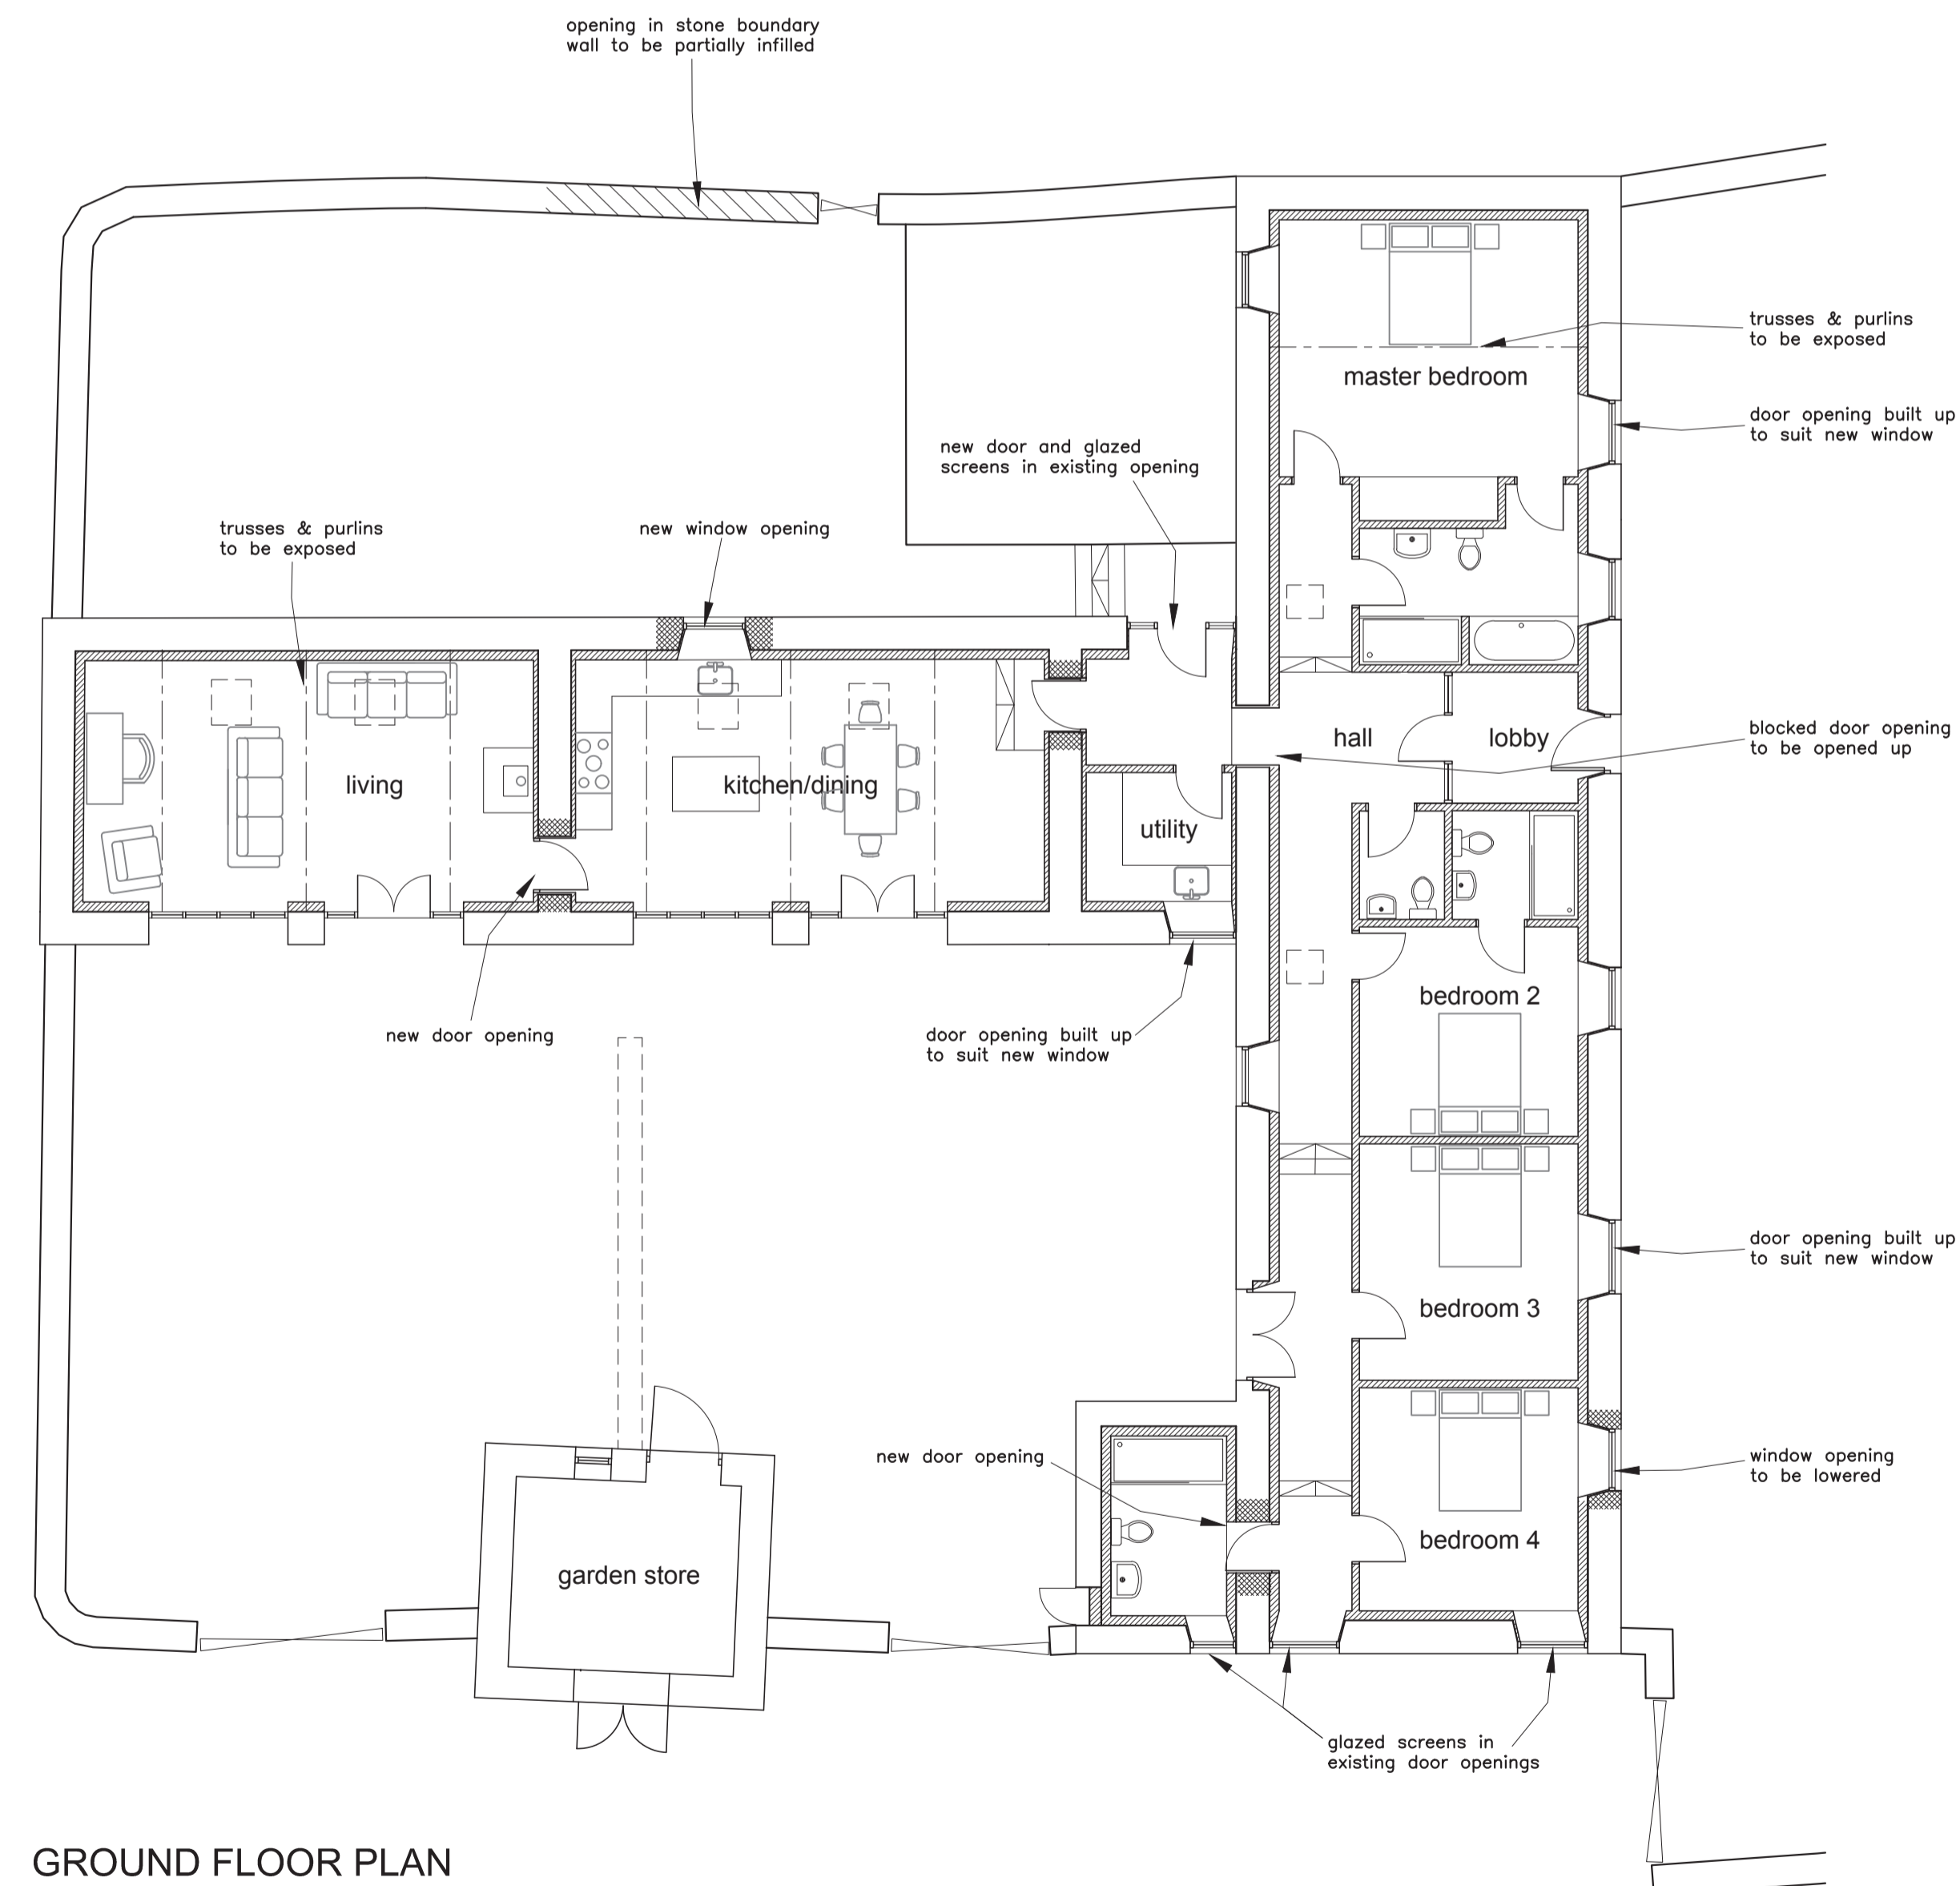 opening in stone boundary
wall to be partially infilled
trusses & purlins
to be exposed
master bedroom
door opening built up
to suit new window
new door and glazed
screens in existing opening
trusses & purlins
to be exposed
new window opening
blocked door opening
to be opened up
hall
lobby
living
kitchen/dining
utility
bedroom 2
new door opening
door opening built up
to suit new window
door opening built up
to suit new window
bedroom 3
new door opening
window opening
to be lowered
bedroom 4
garden store
glazed screens in
existing door openings
GROUND FLOOR PLAN